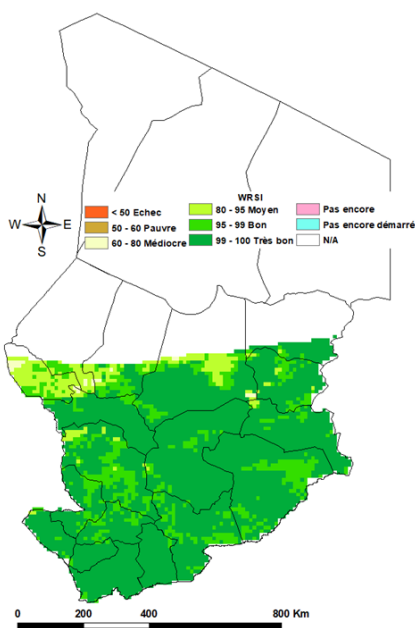 N
W E
S
WRSI
< 50 Echec
50 - 60 Pauvre
60 - 80 Médiocre
80 - 95 Moyen
95 - 99 Bon
99 - 100 Très bon
Pas encore
Pas encore démarré
N/A
0 200 400 800 Km